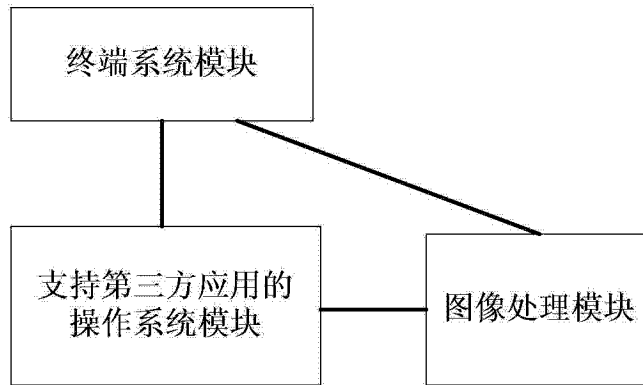 终端系统模块
支持第三方应用的
操作系统模块
图像处理模块